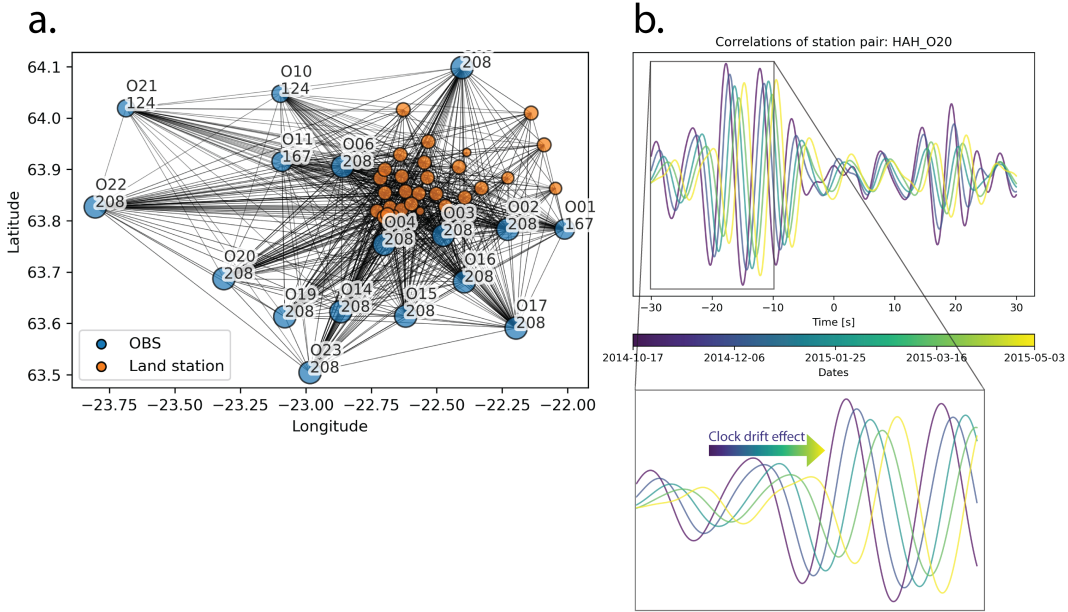 a.
64.1
64.0
63.9
63.8
63.7
63.6
63.5
Latitude
208
O21
124
O10
124
O11
167
O06
208
O22
208
O04
208
O03
208
O02
208
O01
167
O20
208
O16
208
O19
208
O14
208
O15
208
O17
208
O23
208
OBS
Land station
−23.75 −23.50 −23.25 −23.00 −22.75 −22.50 −22.25 −22.00
Longitude
b.
Correlations of station pair: HAH_O20
−30 −20 −10 0 10 20 30
Time [s]
2014-10-17 2014-12-06 2015-01-25 2015-03-16 2015-05-03
Dates
Clock drift effect